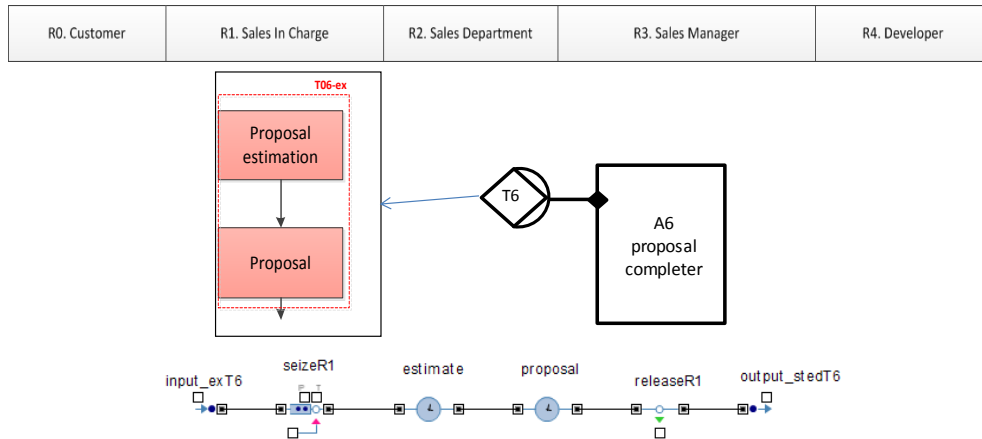 R0. Customer
R1. Sales In Charge
R2. Sales Department
R3. Sales Manager
R4. Developer
T06-ex
Proposal
estimation
Proposal
T6
A6
proposal
completer
input_exT6
seizeR1
P
T
estimate
proposal
releaseR1
output_stedT6